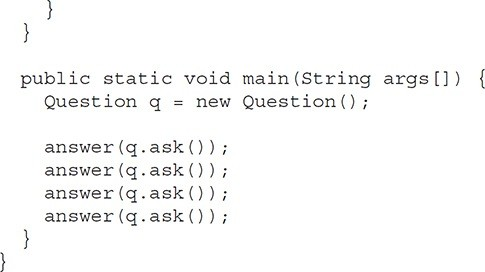 }
  }

  public static void main(String args[]) {
    Question q = new Question();

    answer(q.ask());
    answer(q.ask());
    answer(q.ask());
    answer(q.ask());
  }
}